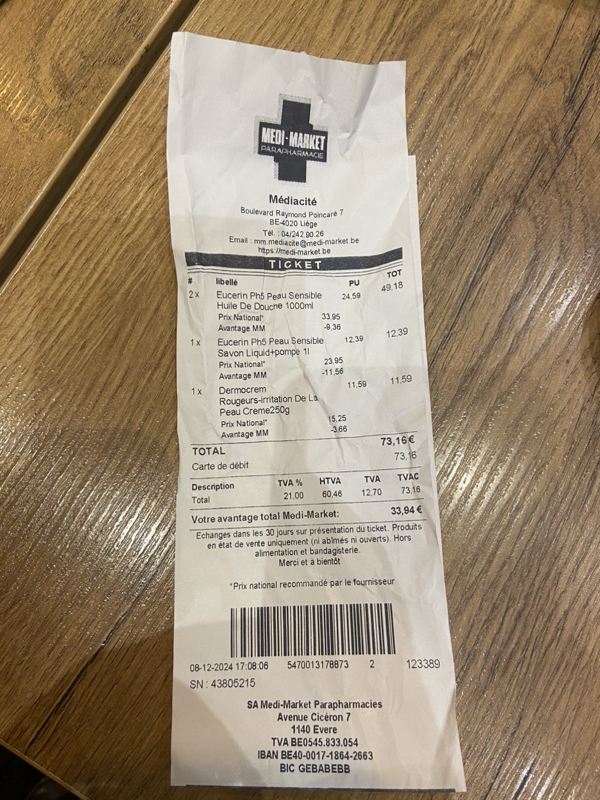 MEDI-MARKET
PARAPHARMACIE
Médiacité
Boulevard Raymond Poincaré 7
BE-4020 Liège
Tél. : 04/242.90.26
Email : mm.mediacite@medi-market.be
https://medi-market.be
TICKET
# libellé PU TOT
2 x Eucerin Ph5 Peau Sensible 24,59 49,18
Huile De Douche 1000ml
Prix National* 33,95
Avantage MM -9,36
1 x Eucerin Ph5 Peau Sensible 12,39 12,39
Savon Liquid+pompe 1l
Prix National* 23,95
Avantage MM -11,56
1 x Dermocrem 11,59 11,59
Rougeurs-irritation De La
Peau Creme250g
Prix National* 15,25
Avantage MM -3,66
TOTAL 73,16 €
Carte de débit 73,16
Description TVA % HTVA TVA TVAC
Total 21,00 60,46 12,70 73,16
Votre avantage total Medi-Market: 33,94 €
Echanges dans les 30 jours sur présentation du ticket. Produits
en état de vente uniquement (ni abîmés ni ouverts). Hors
alimentation et bandagisterie.
Merci et à bientôt
*Prix national recommandé par le fournisseur
08-12-2024 17:08:06 5470013178873 2 123389
SN : 43805215
SA Medi-Market Parapharmacies
Avenue Cicéron 7
1140 Evere
TVA BE0545.833.054
IBAN BE40-0017-1864-2663
BIC GEBABEBB